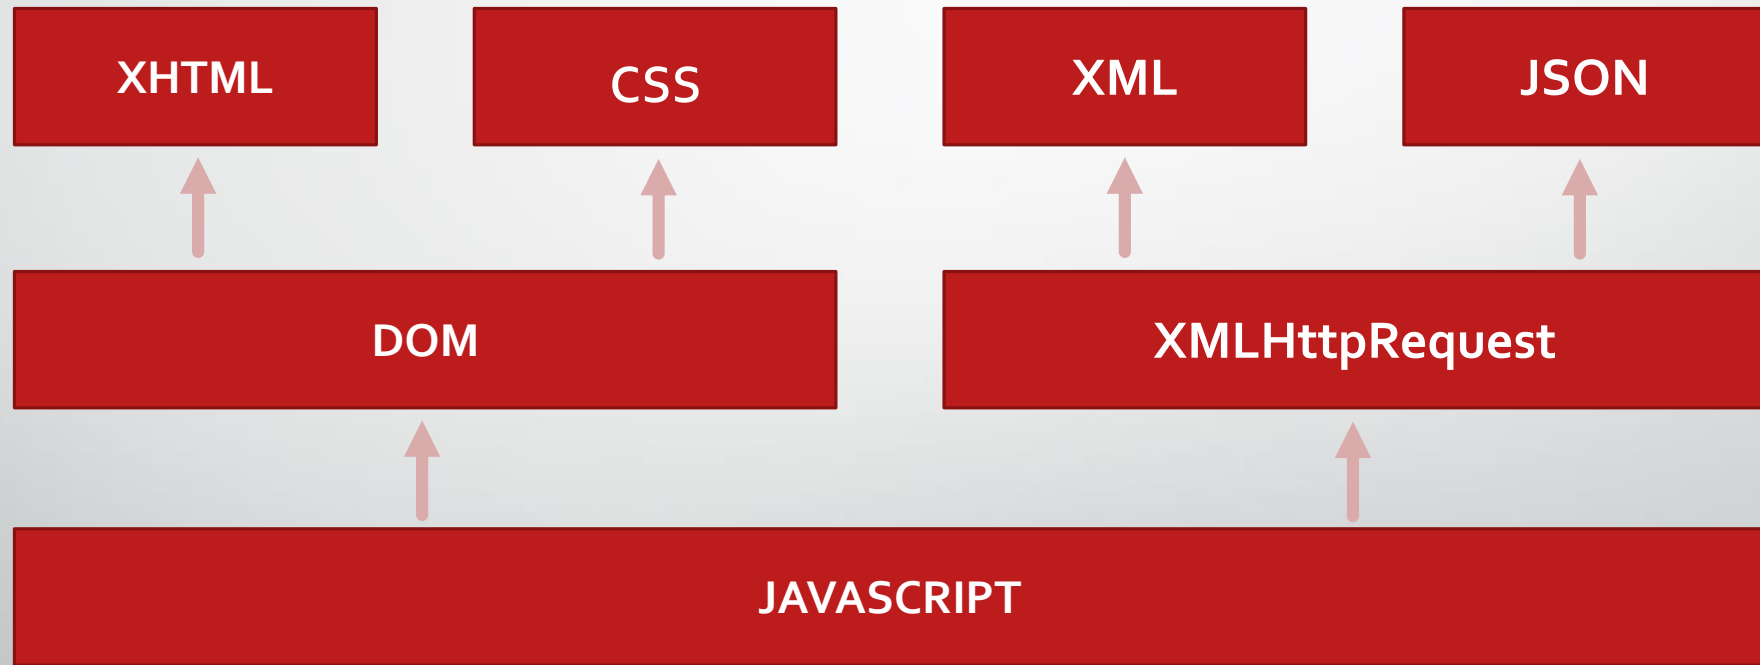 XHTML
CSS
XML
JSON
DOM
XMLHttpRequest
JAVASCRIPT